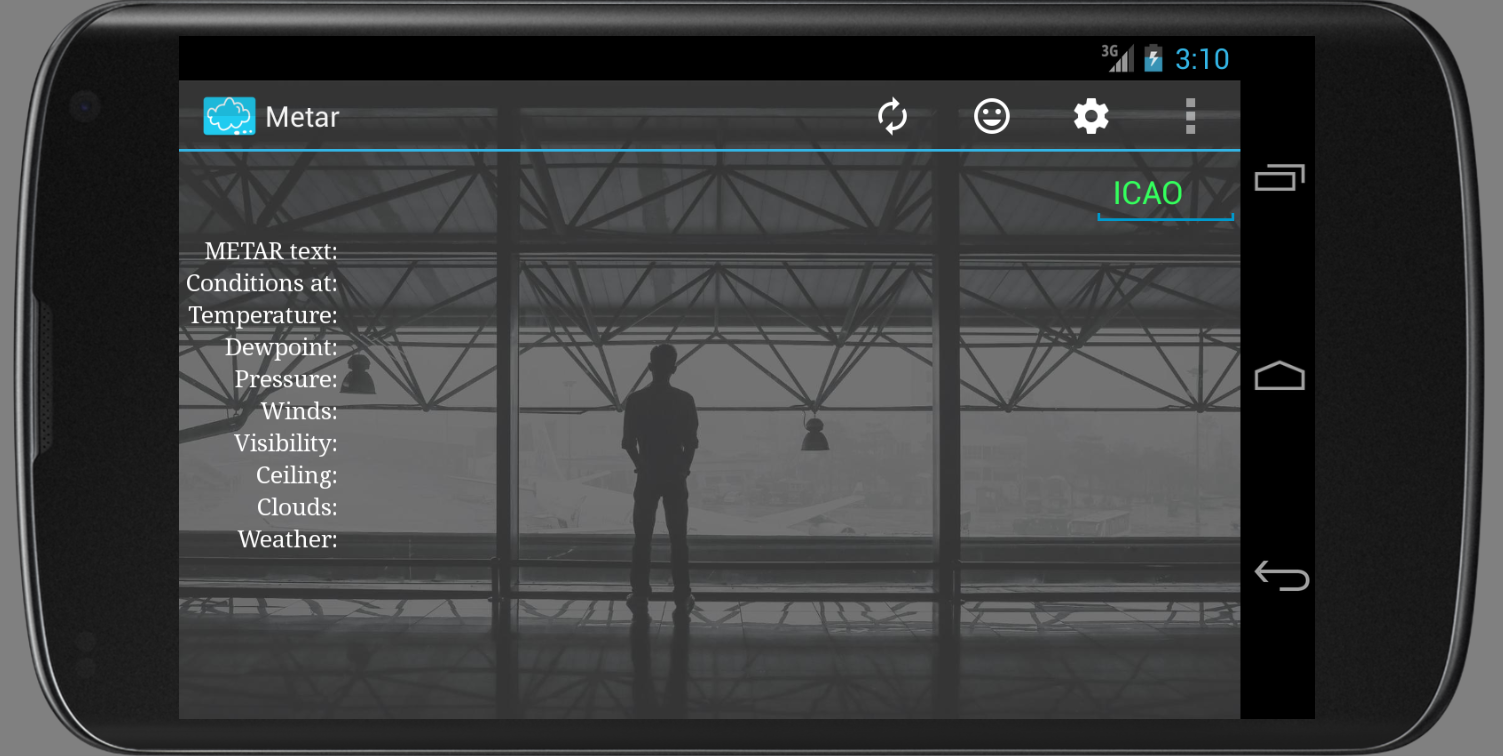 3G 3:10
Metar
ICAO
METAR text:
Conditions at:
Temperature:
Dewpoint:
Pressure:
Winds:
Visibility:
Ceiling:
Clouds:
Weather: